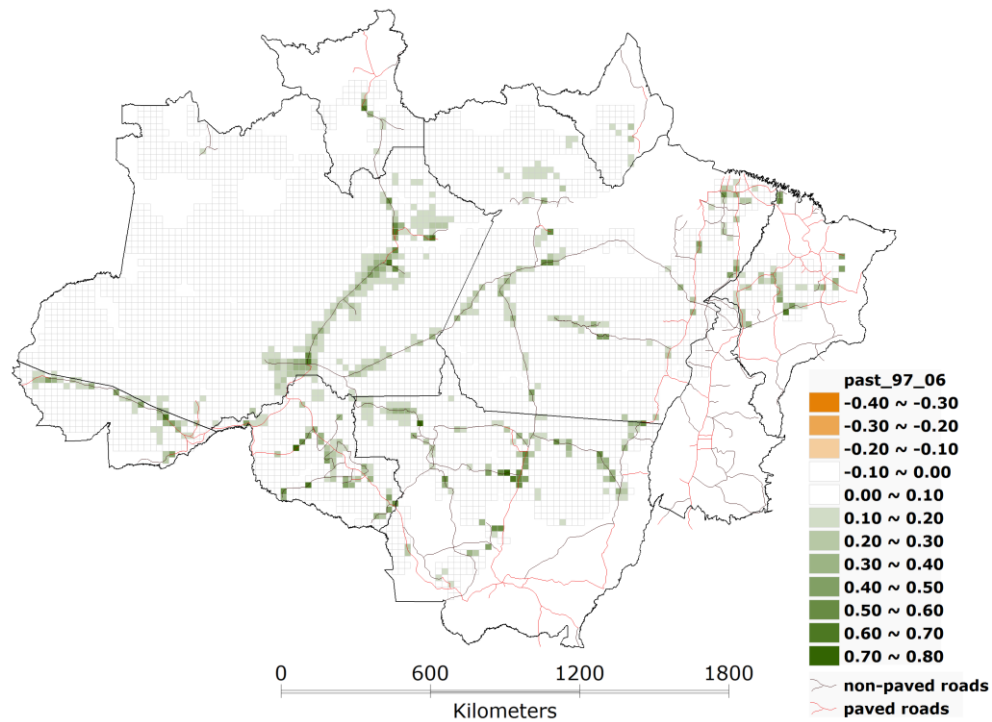 past_97_06
-0.40 ~ -0.30
-0.30 ~ -0.20
-0.20 ~ -0.10
-0.10 ~ 0.00
0.00 ~ 0.10
0.10 ~ 0.20
0.20 ~ 0.30
0.30 ~ 0.40
0.40 ~ 0.50
0.50 ~ 0.60
0.60 ~ 0.70
0.70 ~ 0.80
non-paved roads
paved roads
0 600 1200 1800
Kilometers